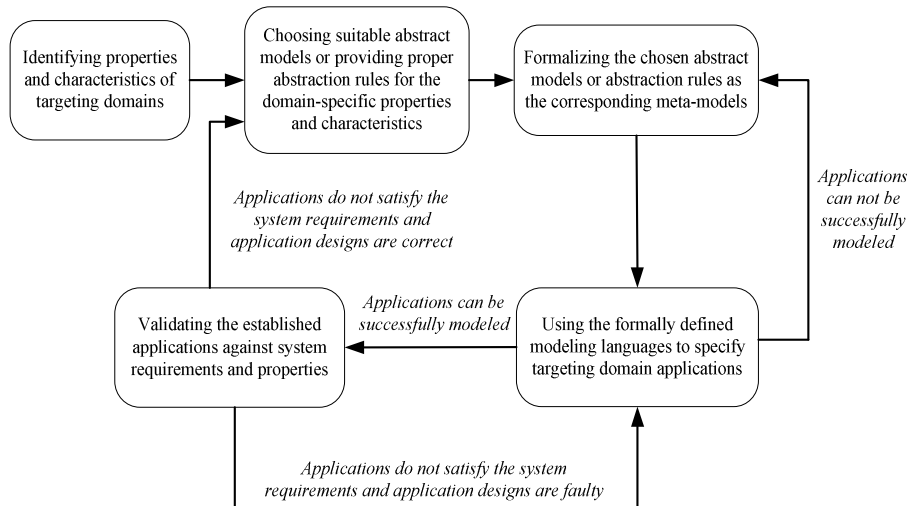 Identifying properties
and characteristics of
targeting domains
Choosing suitable abstract
models or providing proper
abstraction rules for the
domain-specific properties
and characteristics
Formalizing the chosen abstract
models or abstraction rules as
the corresponding meta-models
Applications
can not be
successfully
modeled
Applications do not satisfy the
system requirements and
application designs are correct
Validating the established
applications against system
requirements and properties
Applications can be
successfully modeled
Using the formally defined
modeling languages to specify
targeting domain applications
Applications do not satisfy the system
requirements and application designs are faulty